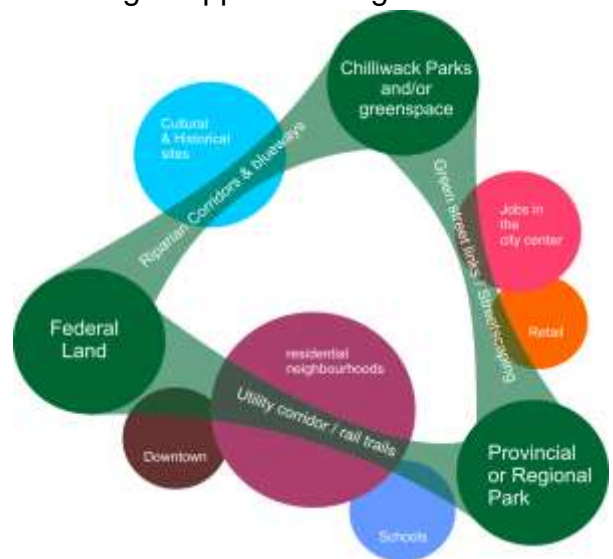 Chilliwack Parks
and/or
greenspace
Cultural
& Historical
sites
Riparian Corridors & blueways
Green street links / Streetscaping
Jobs in
the
city center
Retail
Federal
Land
residential
neighbourhoods
Utility corridor / rail trails
Downtown
Provincial
or Regional
Park
Schools